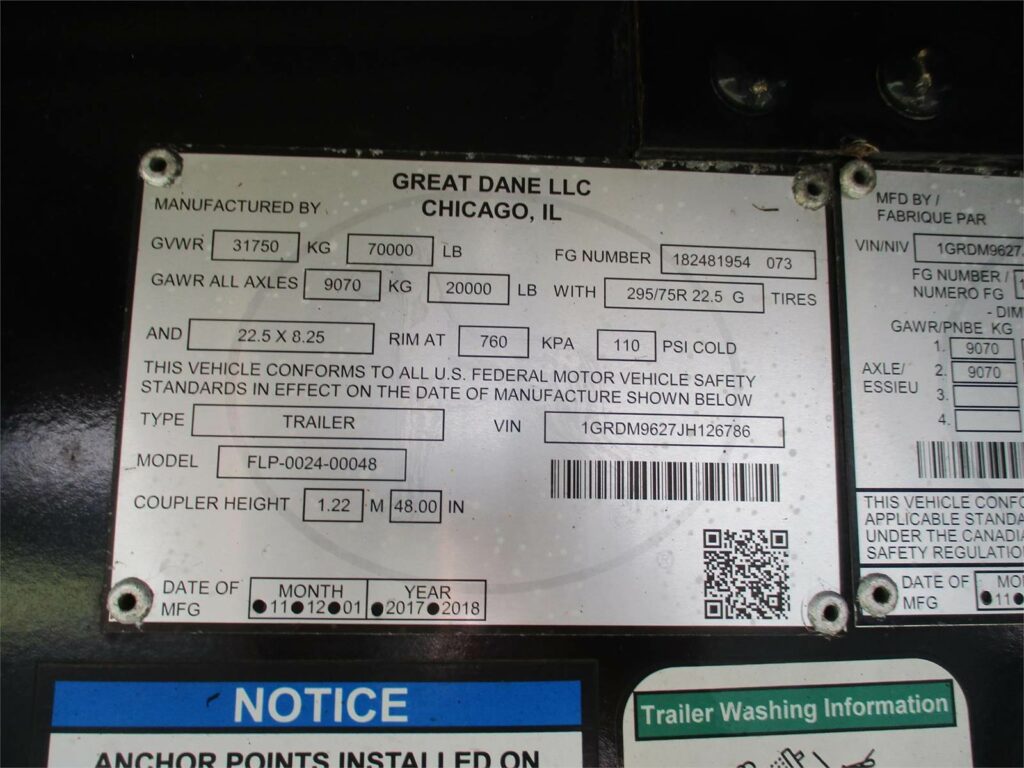 GREAT DANE LLC
MANUFACTURED BY CHICAGO, IL
GVWR 31750 KG 70000 LB FG NUMBER 182481954 073
GAWR ALL AXLES 9070 KG 20000 LB WITH 295/75R 22.5 G TIRES
AND 22.5 X 8.25 RIM AT 760 KPA 110 PSI COLD
THIS VEHICLE CONFORMS TO ALL U.S. FEDERAL MOTOR VEHICLE SAFETY
STANDARDS IN EFFECT ON THE DATE OF MANUFACTURE SHOWN BELOW
TYPE TRAILER VIN 1GRDM9627JH126786
MODEL FLP-0024-00048
COUPLER HEIGHT 1.22 M 48.00 IN
DATE OF MFG MONTH YEAR
●11●12●01 ●2017●2018
MFD BY /
FABRIQUE PAR
VIN/NIV 1GRDM9627
FG NUMBER /
NUMERO FG
- DIM
GAWR/PNBE KG
AXLE/
ESSIEU
1. 9070
2. 9070
3.
4.
THIS VEHICLE CONFO
APPLICABLE STANDA
UNDER THE CANADIA
SAFETY REGULATIO
DATE OF
MFG
MO
●11●
NOTICE
ANCHOR POINTS INSTALLED ON
Trailer Washing Information